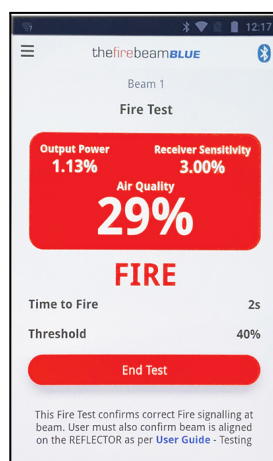 12:17
thefirebeamBLUE
Beam 1
Fire Test
Output Power Receiver Sensitivity
1.13% 3.00%
Air Quality
29%
FIRE
Time to Fire 2s
Threshold 40%
End Test
This Fire Test confirms correct Fire signalling at
beam. User must also confirm beam is aligned
on the REFLECTOR as per User Guide - Testing